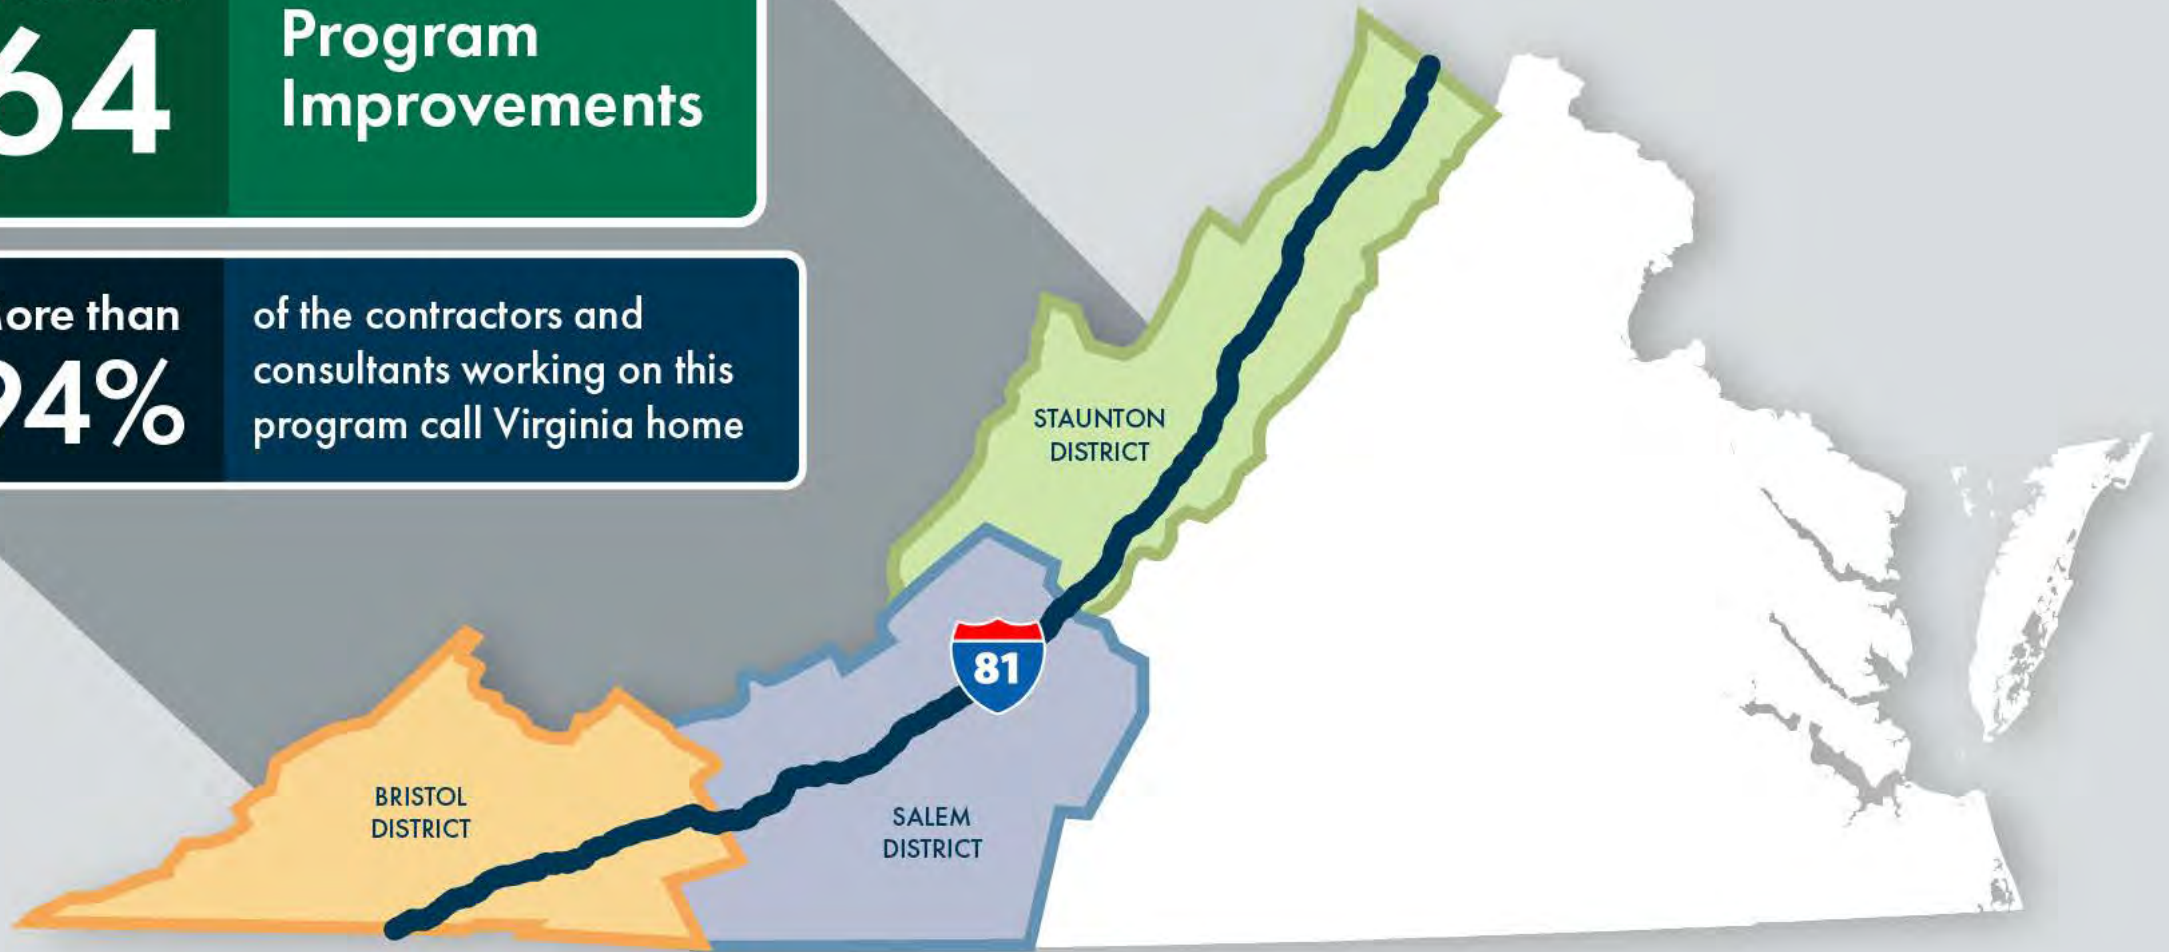 64
Program
Improvements
ore than
94%
of the contractors and
consultants working on this
program call Virginia home
STAUNTON
DISTRICT
81
BRISTOL
DISTRICT
SALEM
DISTRICT